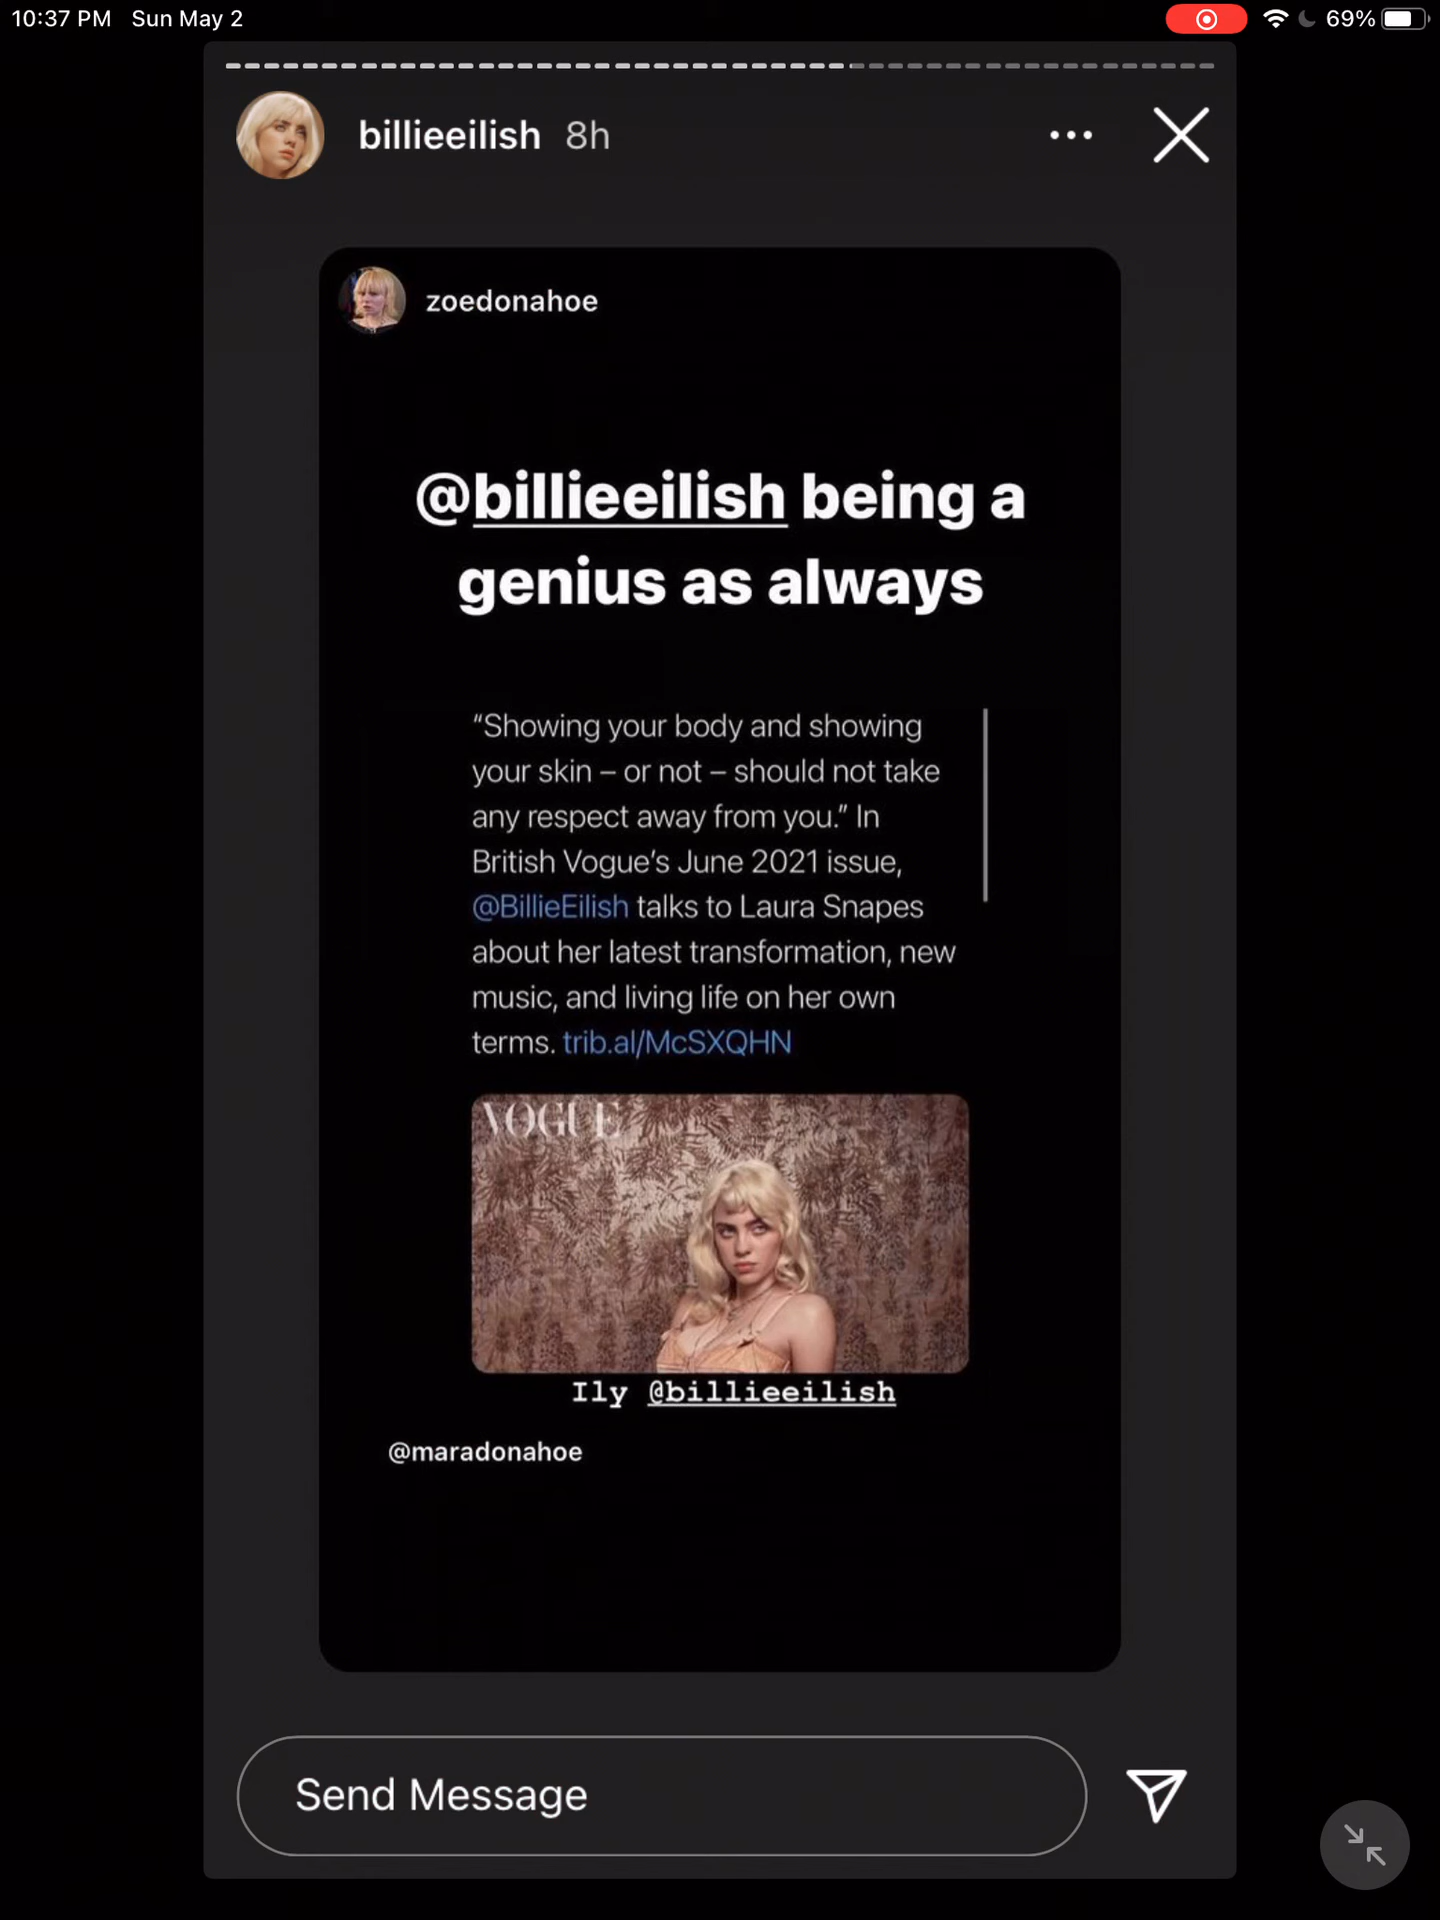 10:37 PM Sun May 2
69%
billieeilish 8h
zoedonahoe
@billieeilish being a
genius as always
“Showing your body and showing
your skin – or not – should not take
any respect away from you.” In
British Vogue’s June 2021 issue,
@BillieEilish talks to Laura Snapes
about her latest transformation, new
music, and living life on her own
terms. trib.al/McSXQHN
VOGUE
Ily @billieeilish
@maradonahoe
Send Message